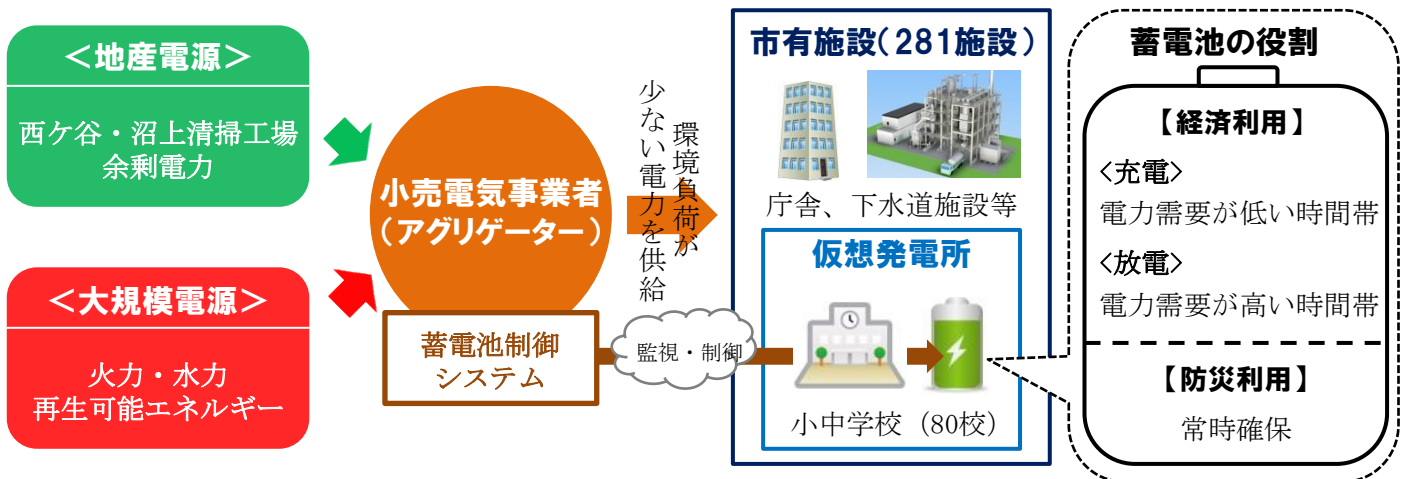 ＜地産電源＞
西ケ谷・沼上清掃工場
余剰電力
＜大規模電源＞
火力・水力
再生可能エネルギー
小売電気事業者
（アグリゲーター）
蓄電池制御
システム
環境負荷が
少ない電力を供給
監視・制御
市有施設（281施設）
庁舎、下水道施設等
仮想発電所
小中学校（80校）
蓄電池の役割
【経済利用】
<充電>
電力需要が低い時間帯
<放電>
電力需要が高い時間帯
【防災利用】
常時確保